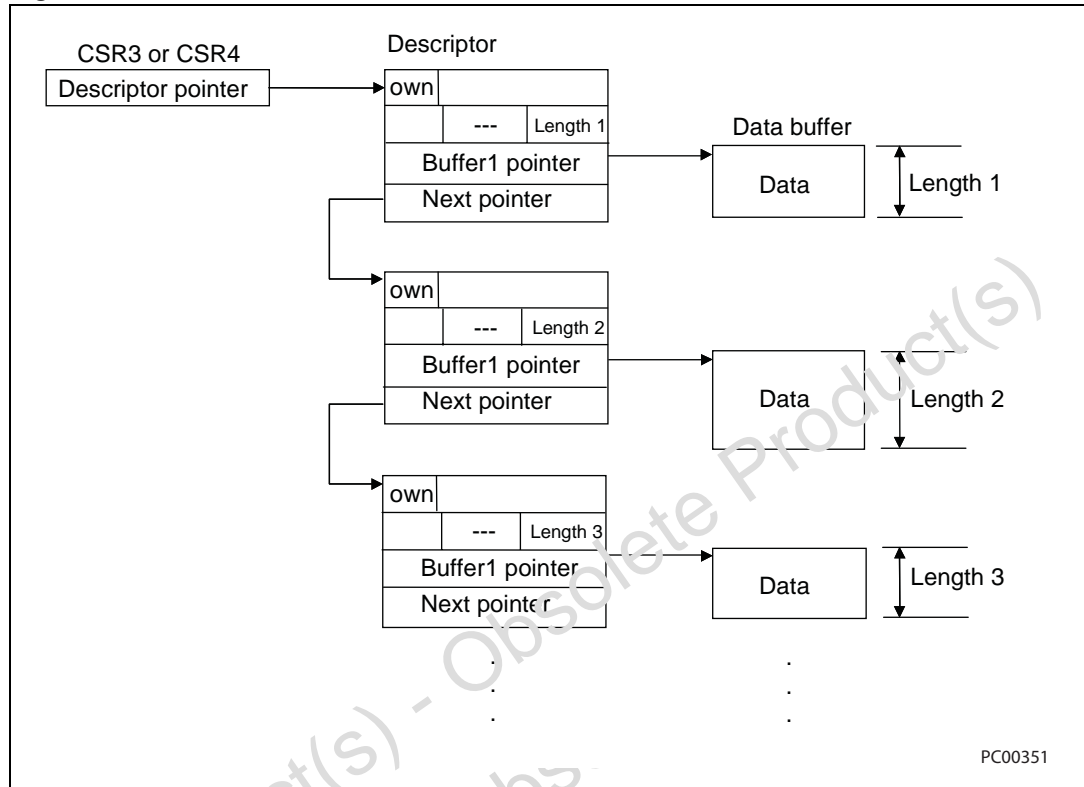 CSR3 or CSR4
Descriptor pointer
Descriptor
own
--- Length 1
Buffer1 pointer
Next pointer
Data buffer
Data
Length 1
own
--- Length 2
Buffer1 pointer
Next pointer
Data
Length 2
own
--- Length 3
Buffer1 pointer
Next pointer
Data
Length 3
. .
. .
. .
ct(s) - Obsolete Product(s)
PC00351